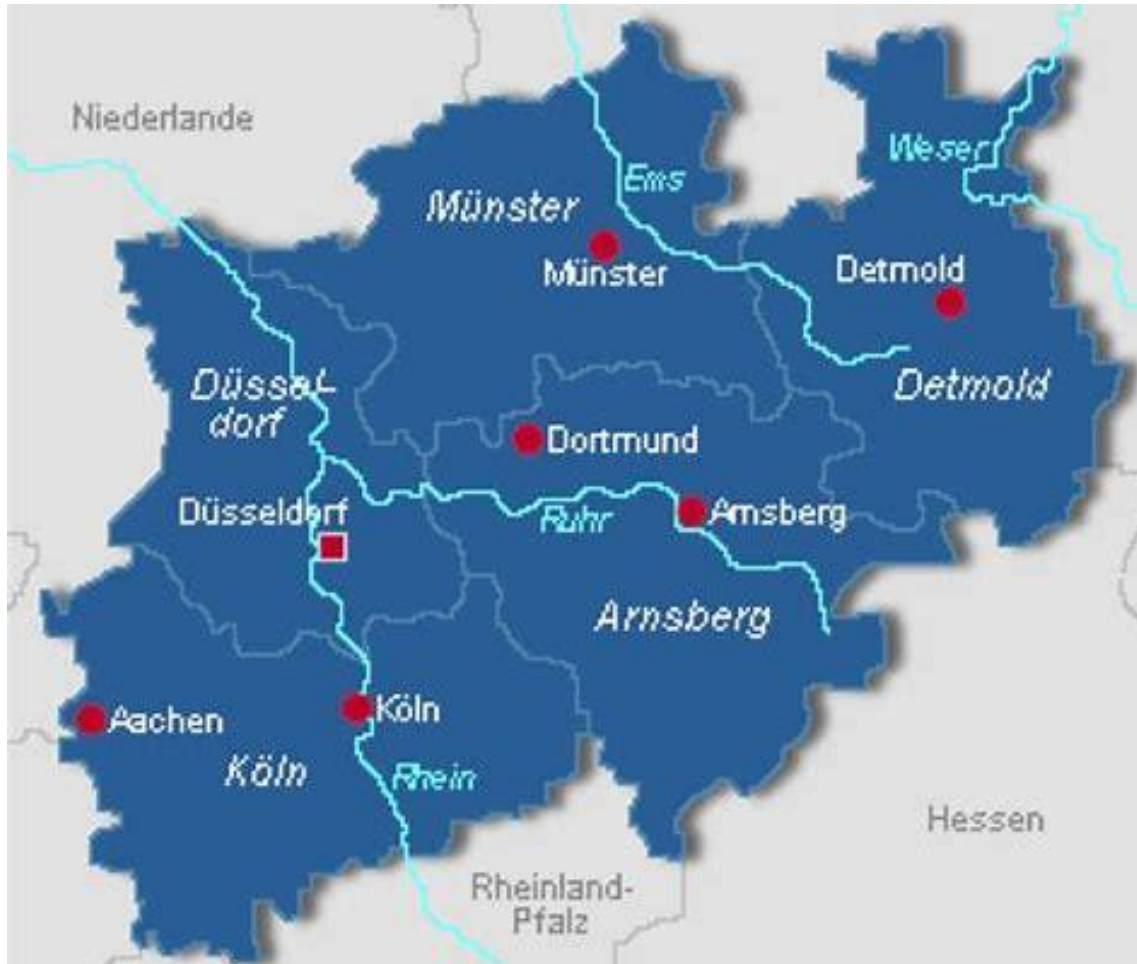 Niederlande
Ems
Weser
Münster
Münster
Detmold
Detmold
Düssel-
dorf
Dortmund
Düsseldorf
Ruhr
Arnsberg
Arnsberg
Aachen
Köln
Köln
Rhein
Hessen
Rheinland-
Pfalz